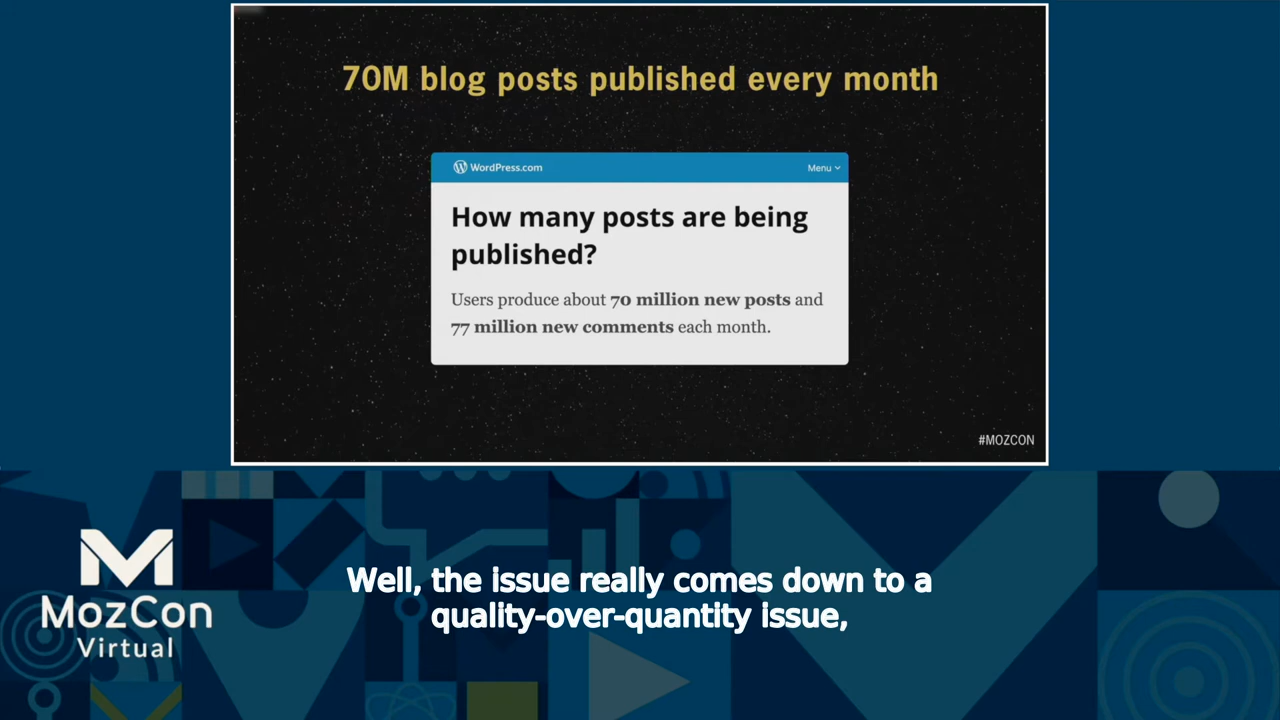 70M blog posts published every month
WordPress.com
Menu
How many posts are being
published?
Users produce about 70 million new posts and
77 million new comments each month.
#MOZCON
MozCon
Virtual
Well, the issue really comes down to a
quality-over-quantity issue,